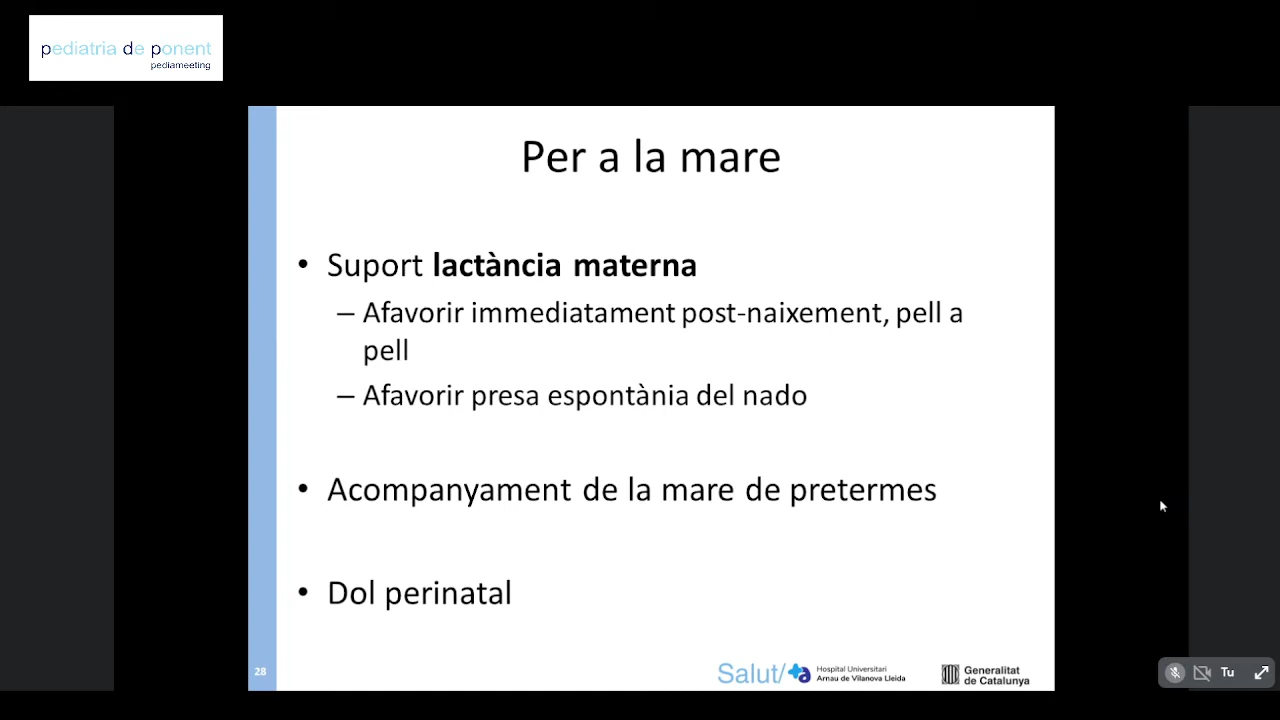 pediatria de ponent
pediameeting
Per a la mare
• Suport lactància materna
– Afavorir immediatament post-naixement, pell a
pell
– Afavorir presa espontània del nado
• Acompanyament de la mare de pretermes
• Dol perinatal
28
Salut/
Hospital Universitari
Arnau de Vilanova Lleida
Generalitat
de Catalunya
Tu